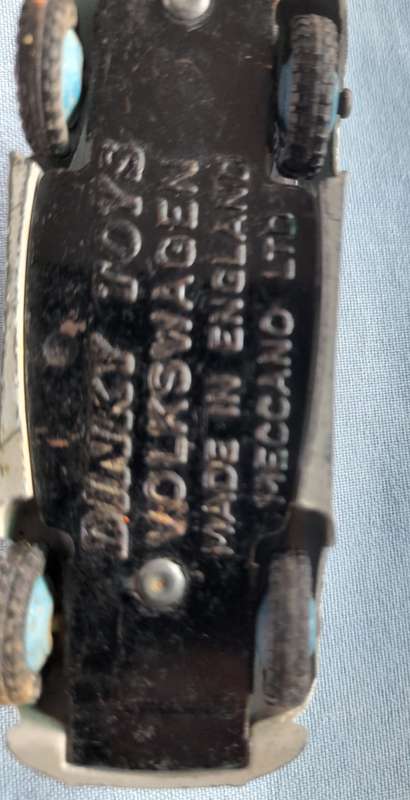 DINKY TOYS
VOLKSWAGEN
MADE IN ENGLAND
MECCANO LTD